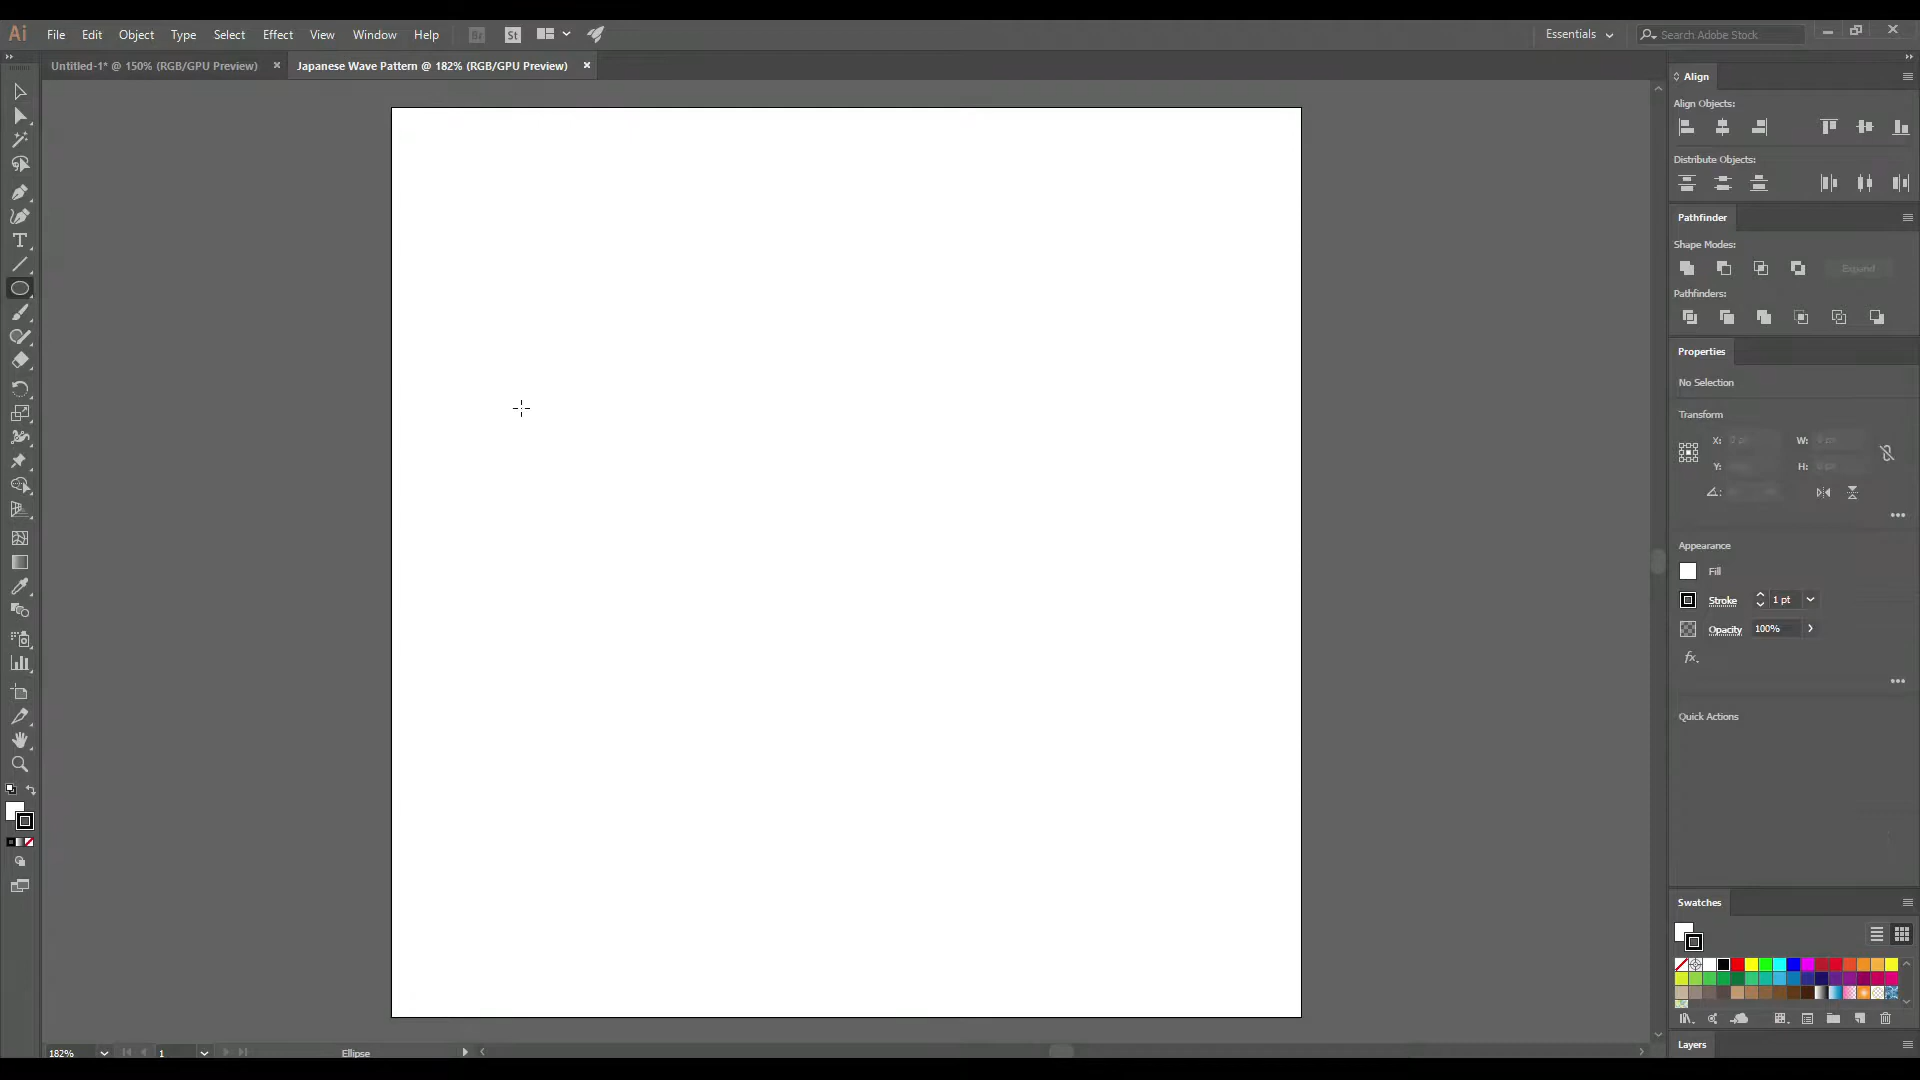 Ai File Edit Object Type Select Effect View Window Help Br St Essentials Search Adobe Stock
Untitled-1* @ 150% (RGB/GPU Preview) × Japanese Wave Pattern @ 182% (RGB/GPU Preview) ×
Align
Align Objects:
Distribute Objects:
Pathfinder
Shape Modes:
Expand
Pathfinders:
Properties
No Selection
Transform
X: W:
Y: H:
Appearance
Fill
Stroke 1 pt
Opacity 100%
fx.
Quick Actions
Swatches
Layers
182% 1 Ellipse